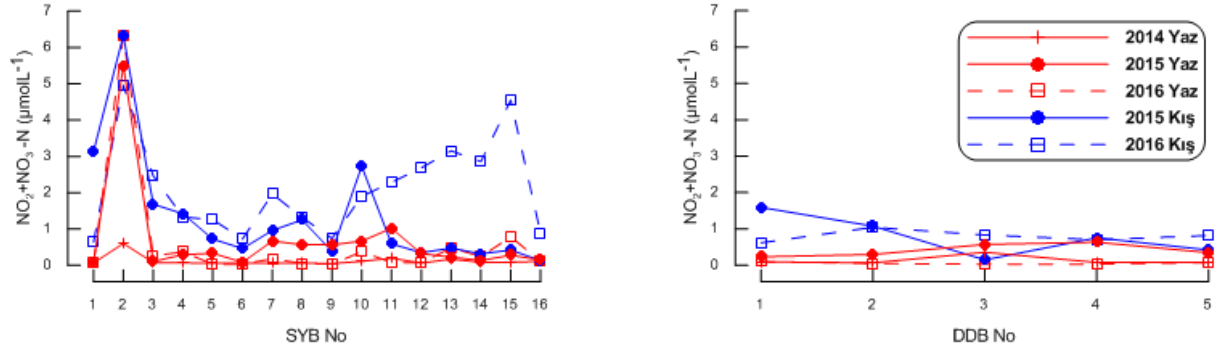 7
6
5
4
3
2
1
0
NO₂+NO₃ -N (µmolL⁻¹)
1 2 3 4 5 6 7 8 9 10 11 12 13 14 15 16
SYB No
7
6
5
4
3
2
1
0
NO₂+NO₃ -N (µmolL⁻¹)
1 2 3 4 5
DDB No
2014 Yaz
2015 Yaz
2016 Yaz
2015 Kış
2016 Kış